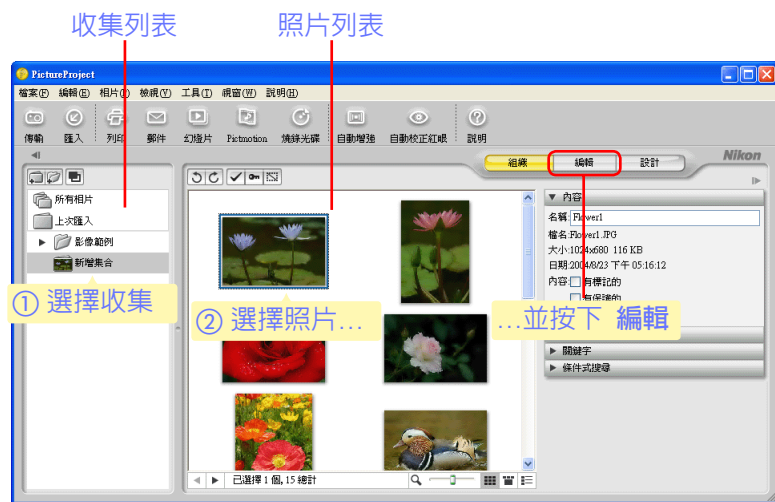 收集列表
照片列表
PictureProject
檔案(F) 編輯(E) 相片(P) 檢視(V) 工具(T) 視窗(W) 説明(H)
傳輸 匯入 列印 郵件 幻燈片 Pictmotion 燒錄光碟 自動增強 自動校正紅眼 説明
組織 編輯 設計
Nikon
所有相片
上次匯入
影像範例
新增集合
① 選擇收集
② 選擇照片...
...並按下 編輯
內容
名稱: Flower1
檔名:Flower1.JPG
大小:1024x680 116 KB
日期:2004/8/23 下午 05:16:12
內容: 有標記的
有保護的
關鍵字
條件式搜尋
已選擇 1 個, 15 總計